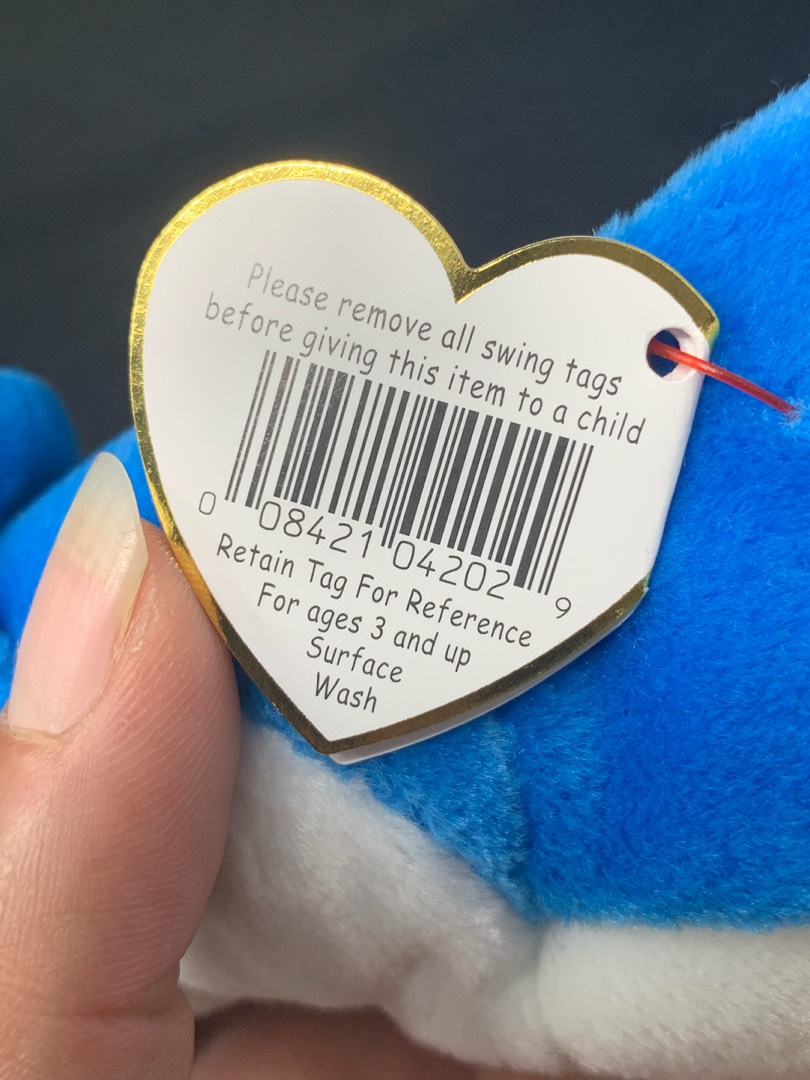 Please remove all swing tags
before giving this item to a child
0 08421 04202 9
Retain Tag For Reference
For ages 3 and up
Surface
Wash